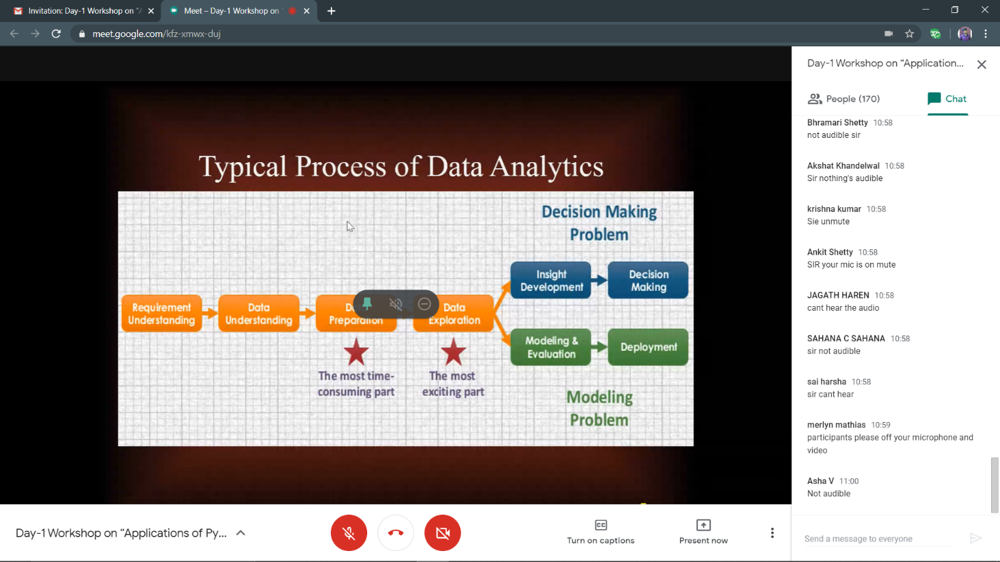 Invitation: Day-1 Workshop on "A
Meet – Day-1 Workshop on "
meet.google.com/kfz-xmwx-duj
Typical Process of Data Analytics
Decision Making
Problem
Insight
Development
Decision
Making
Requirement
Understanding
Data
Understanding
D
Preparation
Data
Exploration
Modeling &
Evaluation
Deployment
The most time-
consuming part
The most
exciting part
Modeling
Problem
Day-1 Workshop on “Application...
People (170)
Chat
Bhramari Shetty 10:58
not audible sir
Akshat Khandelwal 10:58
Sir nothing's audible
krishna kumar 10:58
Sie unmute
Ankit Shetty 10:58
SIR your mic is on mute
JAGATH HAREN 10:58
cant hear the audio
SAHANA C SAHANA 10:58
sir not audible
sai harsha 10:58
sir cant hear
merlyn mathias 10:59
participants please off your microphone and
video
Asha V 11:00
Not audible
Send a message to everyone
Day-1 Workshop on “Applications of Py...
CC
Turn on captions
Present now